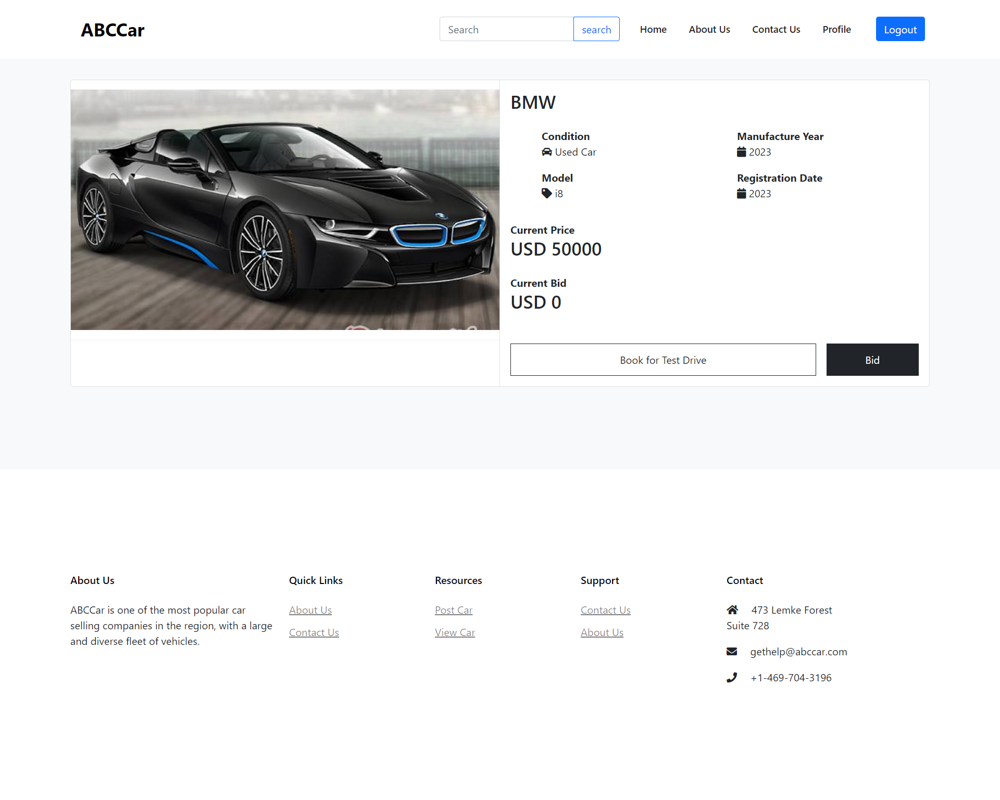 ABCCar
Search
search
Home
About Us
Contact Us
Profile
Logout
BMW
Condition
Used Car
Manufacture Year
2023
Model
i8
Registration Date
2023
Current Price
USD 50000
Current Bid
USD 0
Book for Test Drive
Bid
About Us
ABCCar is one of the most popular car
selling companies in the region, with a large
and diverse fleet of vehicles.
Quick Links
About Us
Contact Us
Resources
Post Car
View Car
Support
Contact Us
About Us
Contact
473 Lemke Forest
Suite 728
gethelp@abccar.com
+1-469-704-3196